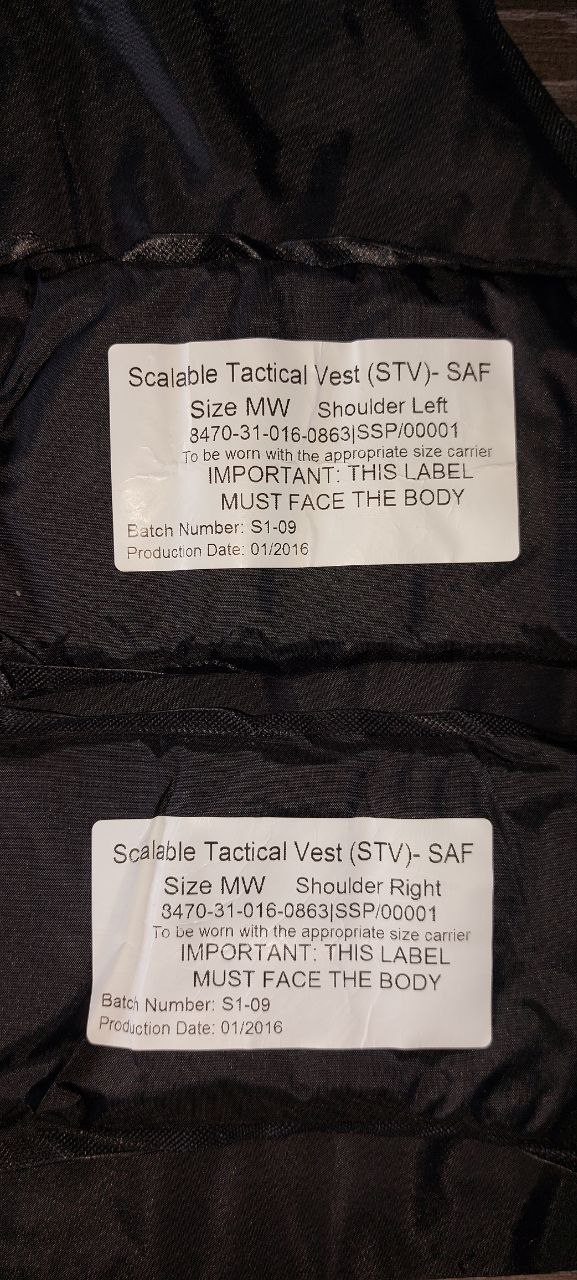 Scalable Tactical Vest (STV)- SAF
Size MW Shoulder Left
8470-31-016-0863|SSP/00001
To be worn with the appropriate size carrier
IMPORTANT: THIS LABEL
MUST FACE THE BODY
Batch Number: S1-09
Production Date: 01/2016
Scalable Tactical Vest (STV)- SAF
Size MW Shoulder Right
8470-31-016-0863|SSP/00001
To be worn with the appropriate size carrier
IMPORTANT: THIS LABEL
MUST FACE THE BODY
Batch Number: S1-09
Production Date: 01/2016